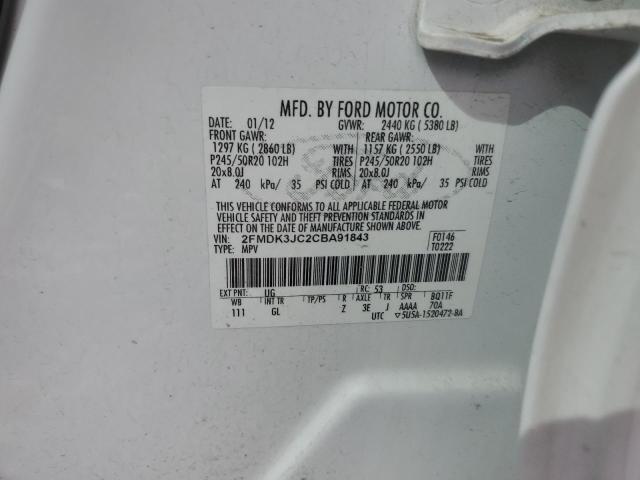 MFD. BY FORD MOTOR CO.
DATE: 01/12 GVWR: 2440 KG ( 5380 LB)
FRONT GAWR: REAR GAWR:
1297 KG ( 2860 LB) WITH 1157 KG ( 2550 LB) WITH
P245/50R20 102H TIRES P245/50R20 102H TIRES
20x8.0J RIMS 20x8.0J RIMS
AT 240 kPa/ 35 PSI COLD AT 240 kPa/ 35 PSI COLD
THIS VEHICLE CONFORMS TO ALL APPLICABLE FEDERAL MOTOR
VEHICLE SAFETY AND THEFT PREVENTION STANDARDS IN
EFFECT ON THE DATE OF MANUFACTURE SHOWN ABOVE.
VIN: 2FMDK3JC2CBA91843 F0146
TYPE: MPV T0222
EXT PNT: UG RC: 53 DSO:
WB INT TR TP/PS R AXLE TR SPR BQ11F
111 GL Z 3E J AAAA 70A
UTC ▽5U5A-1520472-BA